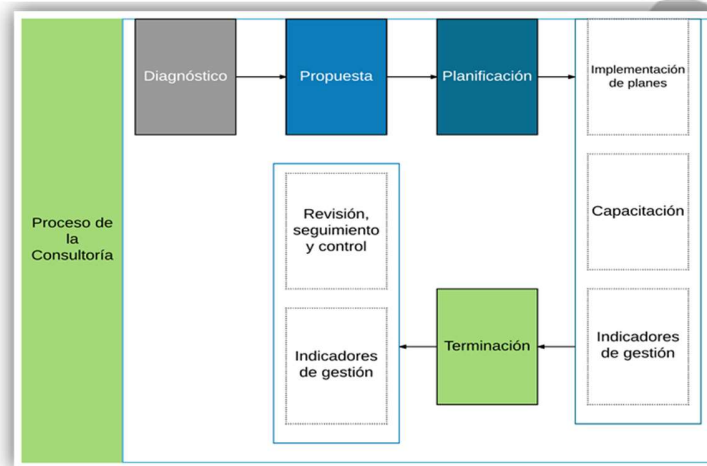 Proceso de
la
Consultoría
Diagnóstico
Propuesta
Planificación
Implementación
de planes
Capacitación
Indicadores
de gestión
Terminación
Revisión,
seguimiento
y control
Indicadores
de gestión